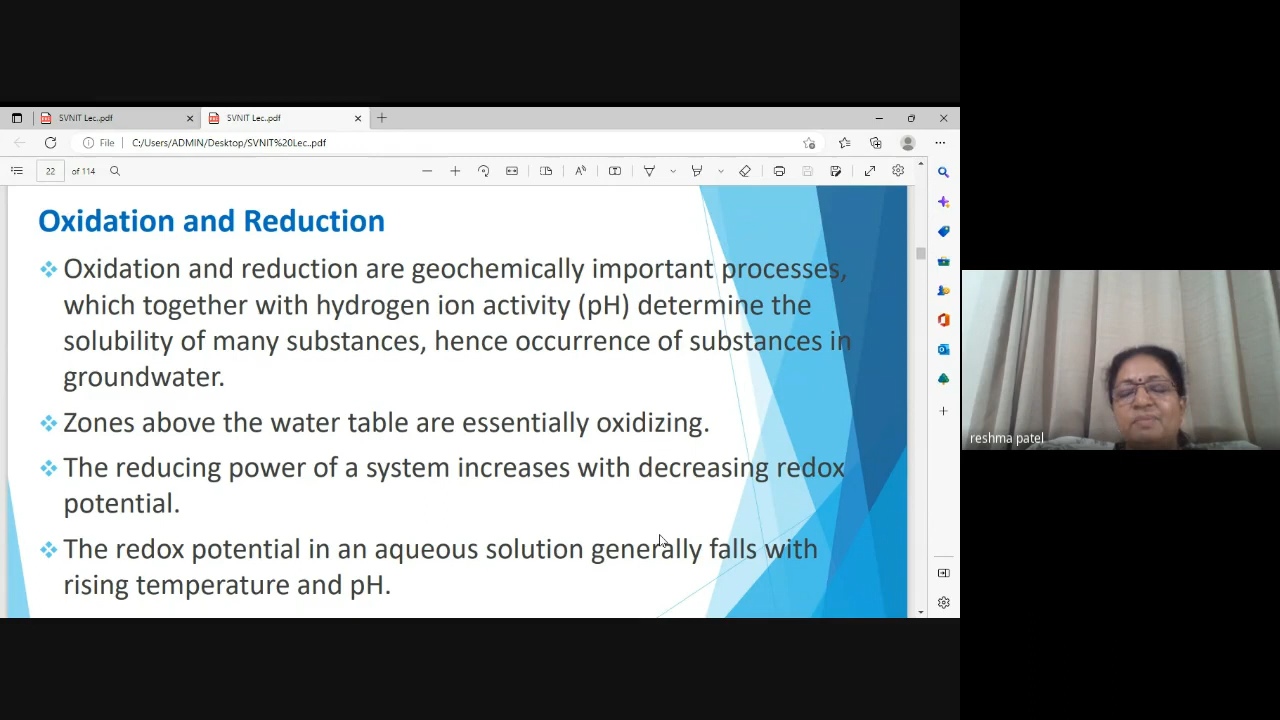 SVNIT Lec..pdf
SVNIT Lec..pdf
File
C:/Users/ADMIN/Desktop/SVNIT%20Lec..pdf
22
of 114
Oxidation and Reduction
Oxidation and reduction are geochemically important processes,
which together with hydrogen ion activity (pH) determine the
solubility of many substances, hence occurrence of substances in
groundwater.
Zones above the water table are essentially oxidizing.
The reducing power of a system increases with decreasing redox
potential.
The redox potential in an aqueous solution generally falls with
rising temperature and pH.
reshma patel